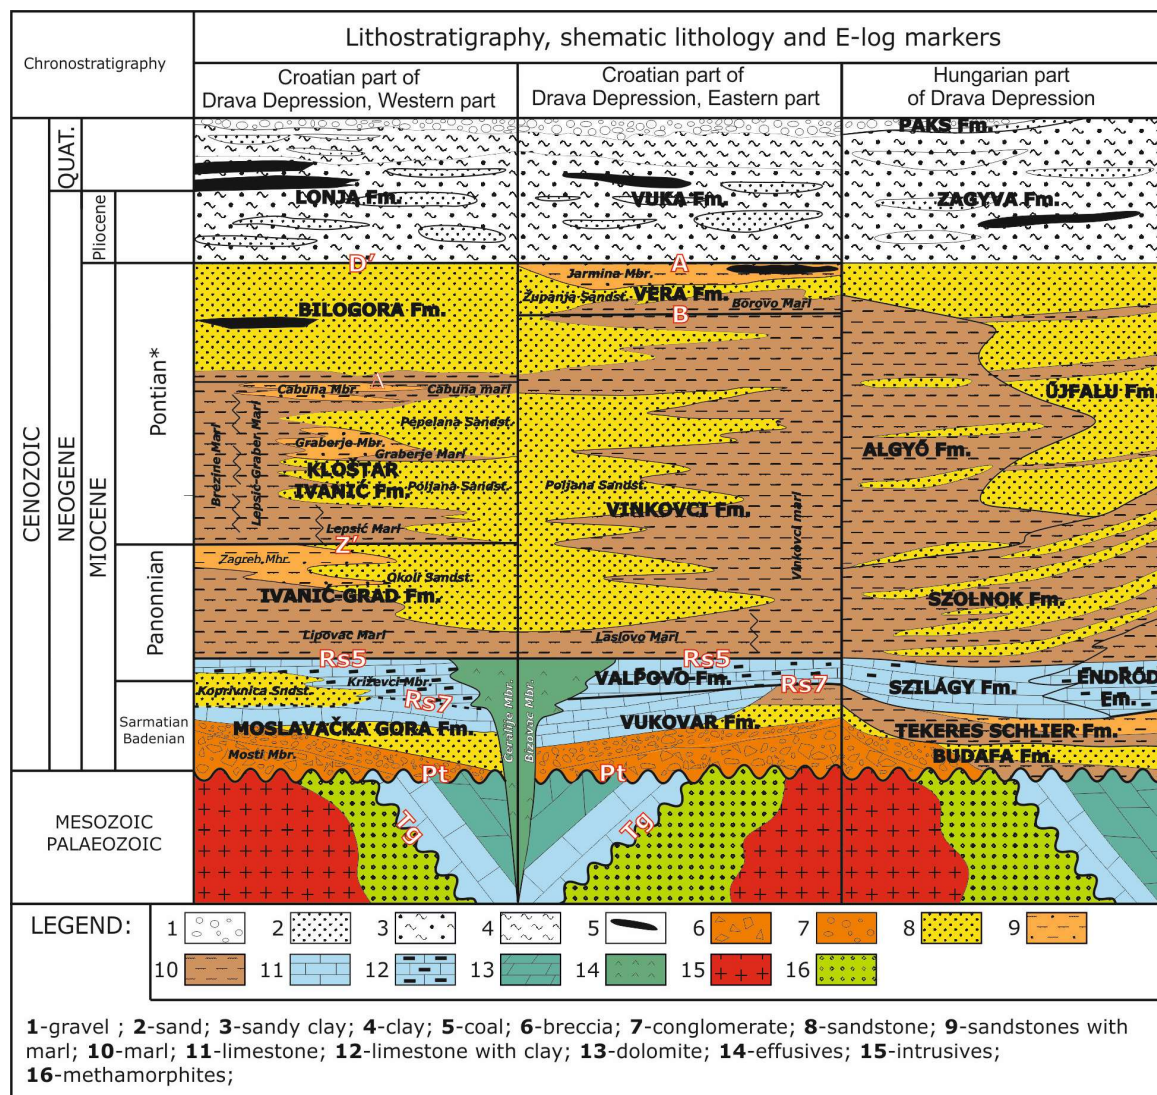 Chronostratigraphy
Lithostratigraphy, shematic lithology and E-log markers
Croatian part of
Drava Depression, Western part
Croatian part of
Drava Depression, Eastern part
Hungarian part
of Drava Depression
CENOZOIC
QUAT.
NEOGENE
Pliocene
MIOCENE
Pontian*
Panonnian
Sarmatian
Badenian
MESOZOIC
PALAEOZOIC
LONJA Fm.
D′
BILOGORA Fm.
A
Cabuna Mbr.
Cabuna marl
Pepelana Sandst.
Brezine Marl
Lepsić-Graber Marl
Graberje Mbr.
Graberje Marl
KLOŠTAR
IVANIĆ Fm.
Poljana Sandst.
Lepsić Marl
Z′
Zagreb Mbr.
Okoli Sandst.
IVANIĆ-GRAD Fm.
Lipovac Marl
Rs5
Križevci Mbr.
Koprivnica Sndst.
Rs7
MOSLAVAČKA GORA Fm.
Mosti Mbr.
Pt
Tg
Ceralije Mbr.
Bizovac Mbr.
VUKA Fm.
A
Jarmina Mbr.
Županja Sandst.
VERA Fm.
Borovo Marl
B
Poljana Sandst.
VINKOVCI Fm.
Vinkovci marl
Laslovo Marl
Rs5
VALPOVO Fm.
Rs7
VUKOVAR Fm.
Pt
Tg
PAKS Fm.
ZAGYVA Fm.
ÚJFALU Fm.
ALGYŐ Fm.
SZOLNOK Fm.
SZILÁGY Fm.
ENDRŐD
Fm.
TEKERES SCHLIER Fm.
BUDAFA Fm.
LEGEND:
1 2 3 4 5 6 7 8 9
10 11 12 13 14 15 16
1-gravel ; 2-sand; 3-sandy clay; 4-clay; 5-coal; 6-breccia; 7-conglomerate; 8-sandstone; 9-sandstones with
marl; 10-marl; 11-limestone; 12-limestone with clay; 13-dolomite; 14-effusives; 15-intrusives;
16-methamorphites;